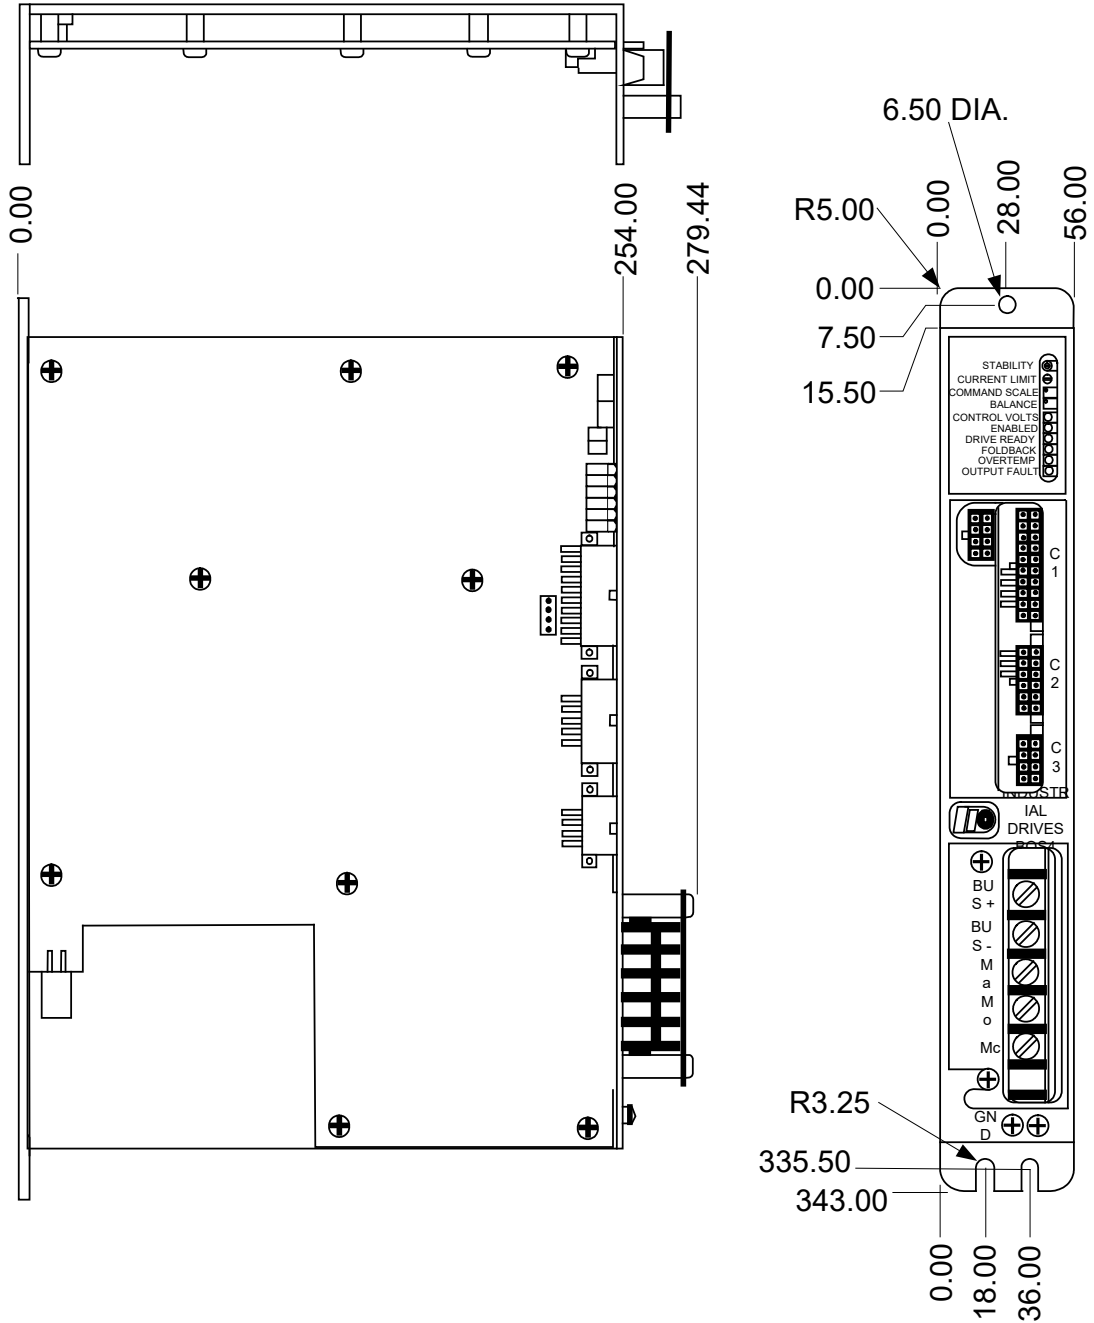 0.00
254.00
279.44
6.50 DIA.
R5.00
0.00
28.00
56.00
0.00
7.50
15.50
STABILITY
CURRENT LIMIT
COMMAND SCALE
BALANCE
CONTROL VOLTS
ENABLED
DRIVE READY
FOLDBACK
OVERTEMP
OUTPUT FAULT
C
1
C
2
C
3
INDUSTR
IAL
DRIVES
BU
S +
BU
S -
M
a
M
o
Mc
GN
D
R3.25
335.50
343.00
0.00
18.00
36.00